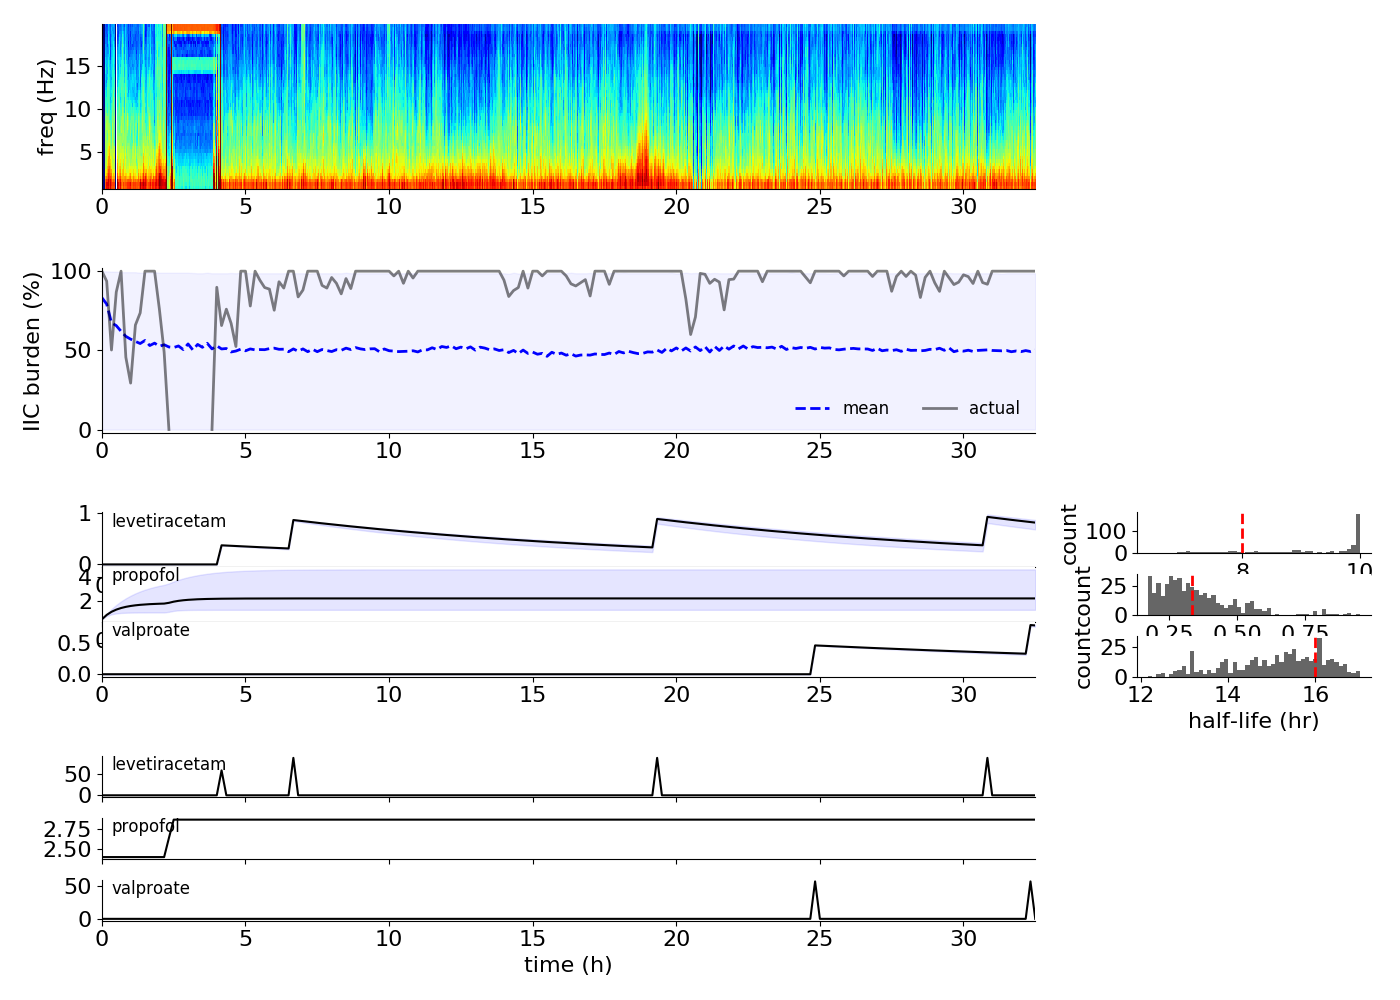 freq (Hz)
15
10
5
0 5 10 15 20 25 30
IIC burden (%)
100
50
0
mean actual
0 5 10 15 20 25 30
1
levetiracetam
0
4
propofol
2
0.5
valproate
0.0
0 5 10 15 20 25 30
count
100
0
8 10
count
25
0
0.25 0.50 0.75
count
25
0
12 14 16
half-life (hr)
levetiracetam
50
0
propofol
2.75
2.50
valproate
50
0
0 5 10 15 20 25 30
time (h)